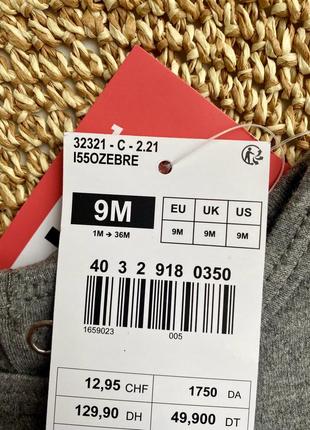 32321 - C - 2.21
I55OZEBRE
9M
1M → 36M
EU UK US
9M 9M 9M
40 3 2 918 0350
1659023 005
12,95 CHF 1750 DA
129,90 DH 49,900 DT